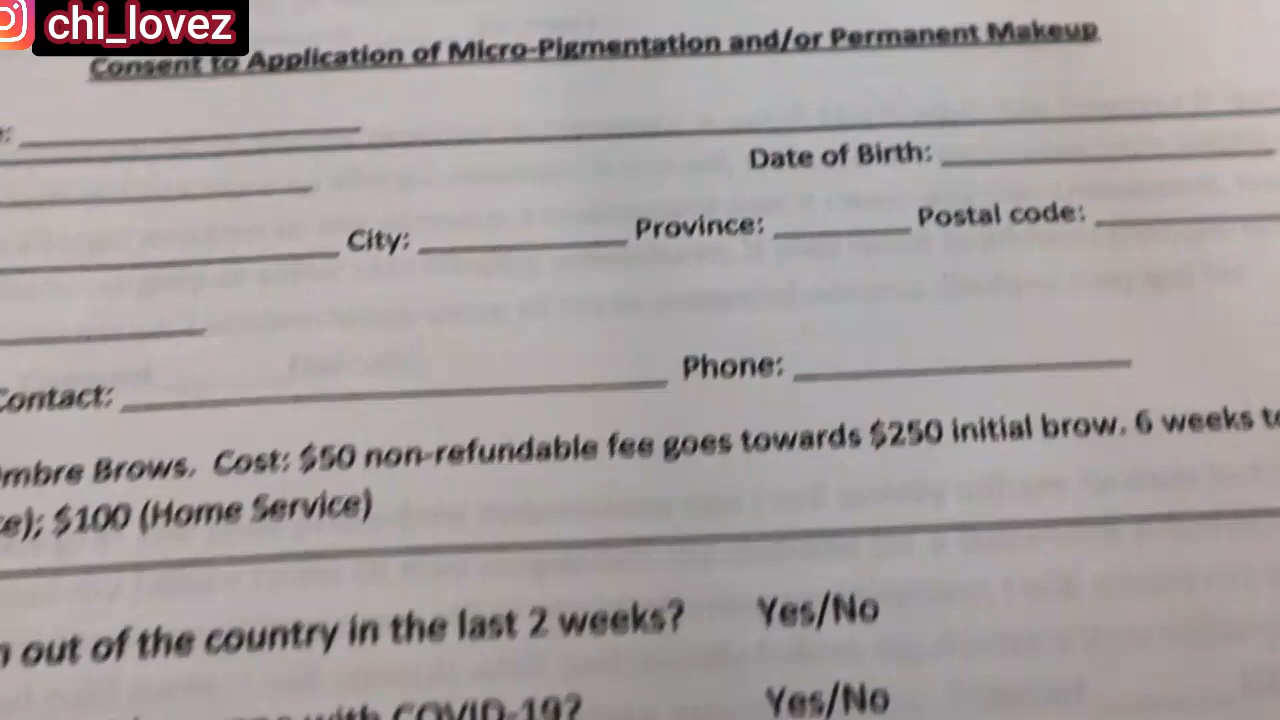 chi_lovez
Consent to Application of Micro-Pigmentation and/or Permanent Makeup
Date of Birth:
City: Province: Postal code:
Contact: Phone:
Ombre Brows. Cost: $50 non-refundable fee goes towards $250 initial brow. 6 weeks to
$100 (Home Service)
out of the country in the last 2 weeks? Yes/No
with COVID-19? Yes/No